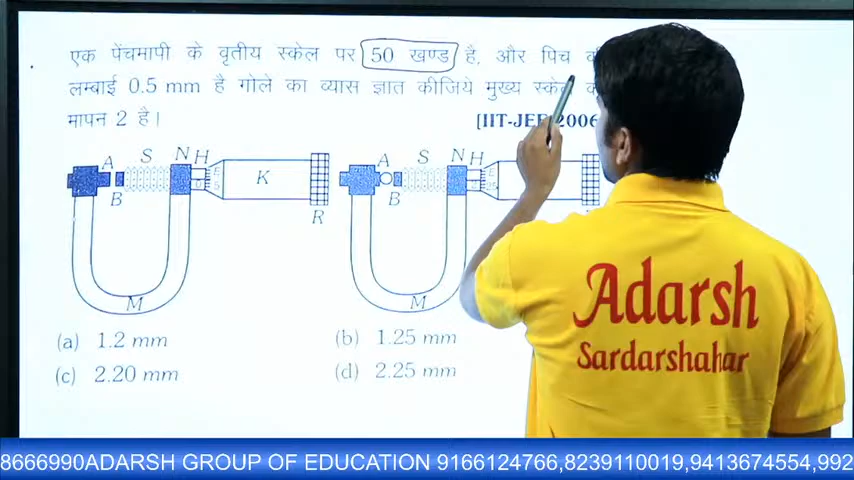 एक पेंचमापी के वृतीय स्केल पर 50 खण्ड है, और पिच
लम्बाई 0.5 mm है गोले का व्यास ज्ञात कीजिये मुख्य
मापन 2 है। [IIT-JEE 2006
A S N H K B R M
A S N H B M
(a) 1.2 mm (b) 1.25 mm
(c) 2.20 mm (d) 2.25 mm
Adarsh
Sardarshahar
8666990ADARSH GROUP OF EDUCATION 9166124766,8239110019,9413674554,992